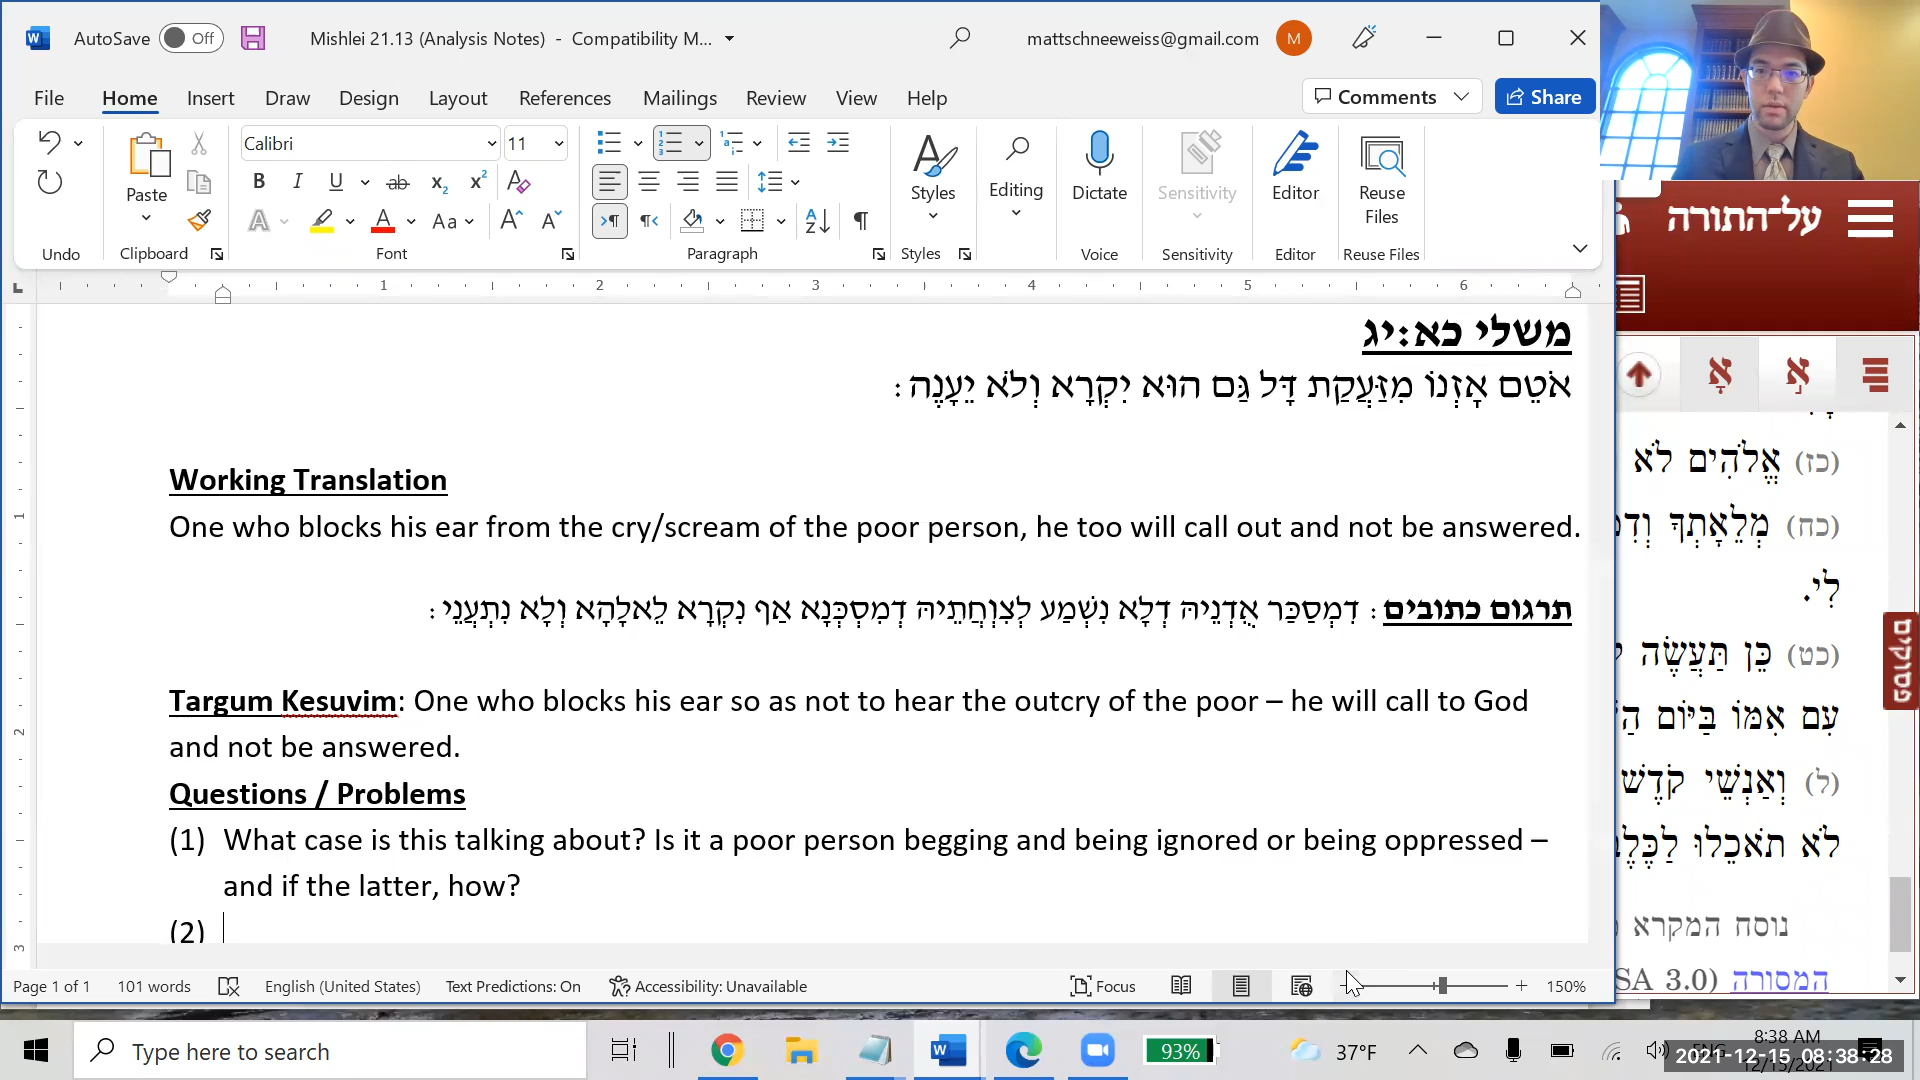 AutoSave Off Mishlei 21.13 (Analysis Notes) - Compatibility M... mattschneeweiss@gmail.com M
File Home Insert Draw Design Layout References Mailings Review View Help Comments Share
Calibri 11
Paste Styles Editing Dictate Sensitivity Editor Reuse Files
Undo Clipboard Font Paragraph Styles Voice Sensitivity Editor Reuse Files
1 2 3 4 5 6
על־התורה
משלי כא:יג
אֹטֵם אָזְנוֹ מִזַּעֲקַת דָּל גַּם הוּא יִקְרָא וְלֹא יֵעָנֶה:
Working Translation
One who blocks his ear from the cry/scream of the poor person, he too will call out and not be answered.
תרגום כתובים: דִמְסַכַּר אֻדְנֵיהּ דְלָא נִשְׁמַע לְצִוְחֲתֵיהּ דְמִסְכְּנָא אַף נִקְרָא לֵאלָהָא וְלָא נִתְעֲנֵי:
Targum Kesuvim: One who blocks his ear so as not to hear the outcry of the poor – he will call to God
and not be answered.
Questions / Problems
(1) What case is this talking about? Is it a poor person begging and being ignored or being oppressed –
and if the latter, how?
(2)
(כז) אֱלֹהִים לֹא
(כח) מְלֵאָתְךָ
לִי.
(כט) כֵּן תַּעֲשֶׂה
עִם אִמּוֹ בַּיּוֹם
(ל) וְאַנְשֵׁי קֹדֶשׁ
לֹא תֹאכֵלוּ
נוסח המקרא
המסורה (SA 3.0)
פסוקים
Page 1 of 1 101 words English (United States) Text Predictions: On Accessibility: Unavailable Focus 150%
Type here to search 93% 37°F 8:38 AM
2021-12-15 08:38:28